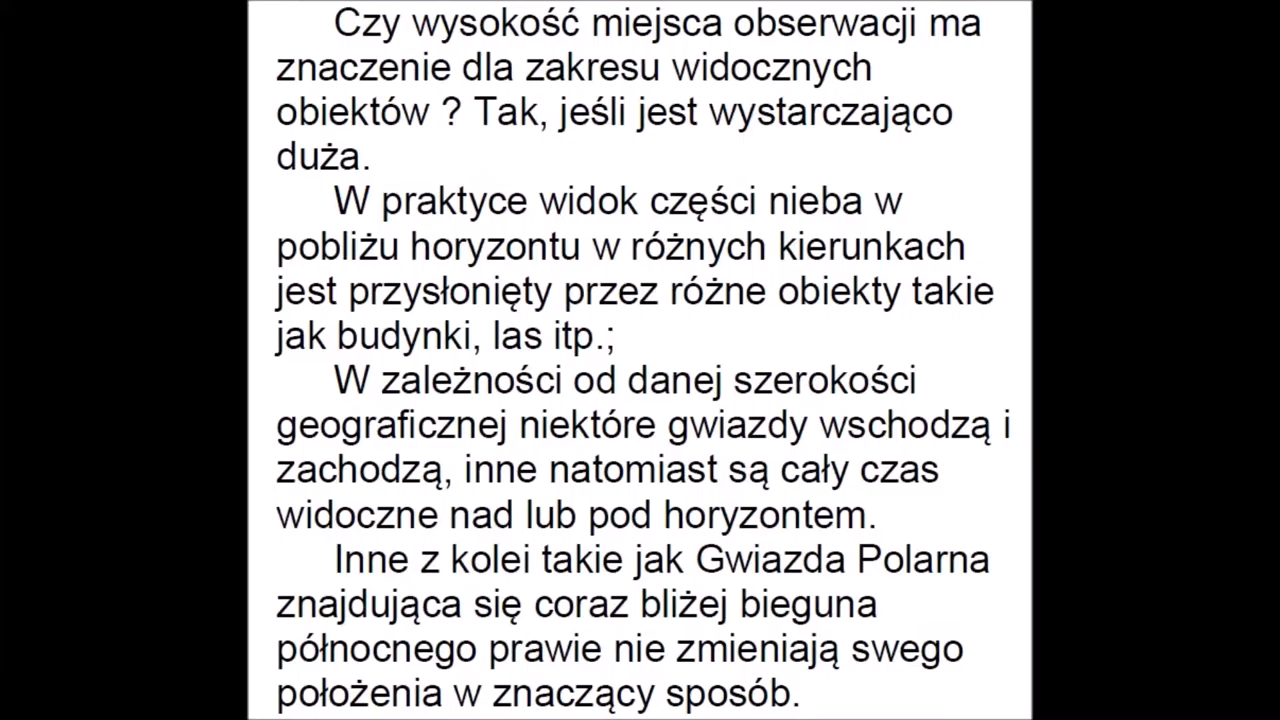 Czy wysokość miejsca obserwacji ma
znaczenie dla zakresu widocznych
obiektów ? Tak, jeśli jest wystarczająco
duża.
W praktyce widok części nieba w
pobliżu horyzontu w różnych kierunkach
jest przysłonięty przez różne obiekty takie
jak budynki, las itp.;
W zależności od danej szerokości
geograficznej niektóre gwiazdy wschodzą i
zachodzą, inne natomiast są cały czas
widoczne nad lub pod horyzontem.
Inne z kolei takie jak Gwiazda Polarna
znajdująca się coraz bliżej bieguna
północnego prawie nie zmieniają swego
położenia w znaczący sposób.